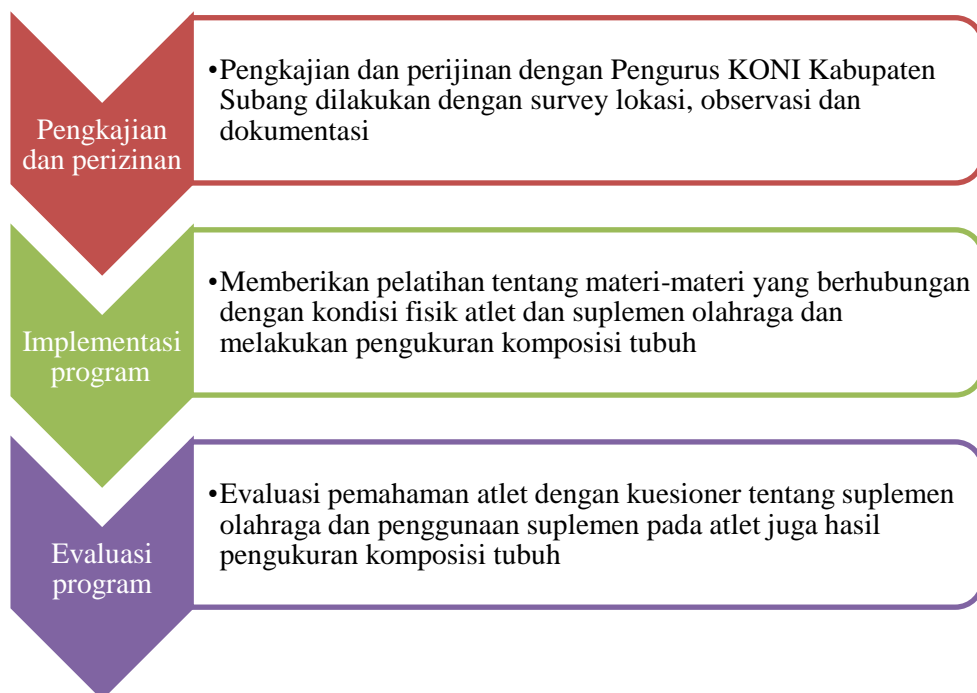 Pengkajian
dan perizinan
•Pengkajian dan perijinan dengan Pengurus KONI Kabupaten
Subang dilakukan dengan survey lokasi, observasi dan
dokumentasi
Implementasi
program
•Memberikan pelatihan tentang materi-materi yang berhubungan
dengan kondisi fisik atlet dan suplemen olahraga dan
melakukan pengukuran komposisi tubuh
Evaluasi
program
•Evaluasi pemahaman atlet dengan kuesioner tentang suplemen
olahraga dan penggunaan suplemen pada atlet juga hasil
pengukuran komposisi tubuh